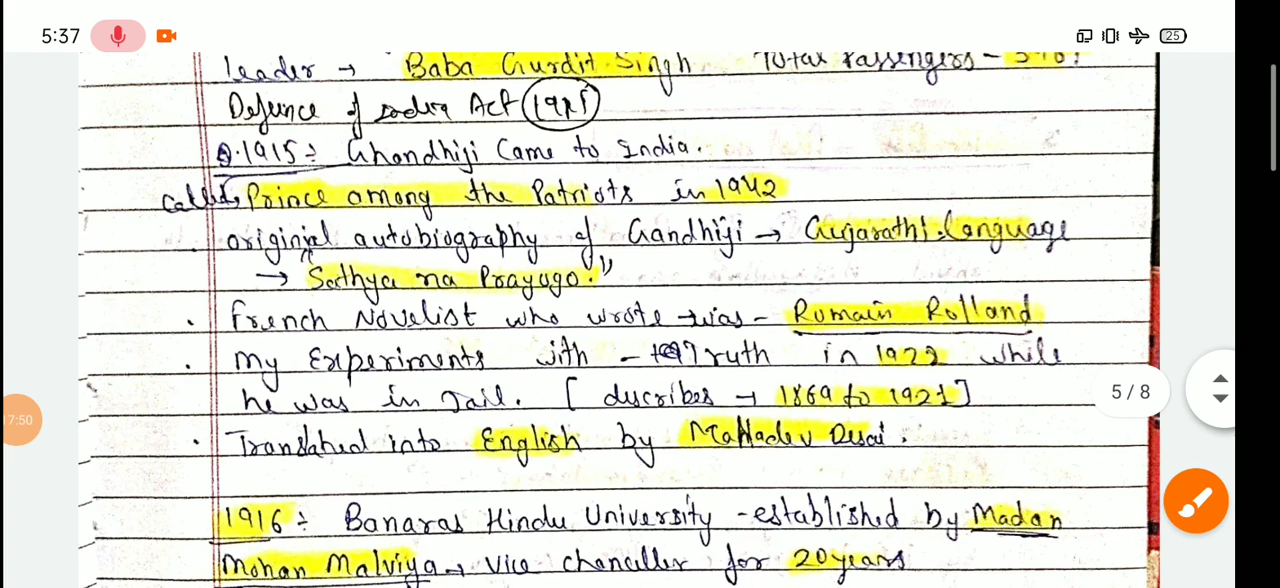 5:37
25
leader → Baba Gurdit Singh Total Passengers -
Defence of India Act (1915)
1915 :- Ghandhiji Came to India.
called, Prince among the Patriots in 1942
original autobiography of Gandhiji → Gujarathi Language
→ Sathya na Prayogo."
. French Novelist who wrote was - Romain Rolland
. My Experiments with - Truth in 1922 while
he was in Jail. [ describes → 1869 to 1921]
5/8
17:50
. Translated into English by Mahadev Desai.
1916 :- Banaras Hindu University - established by Madan
Mohan Malviya → Vice chanceller for 20 years